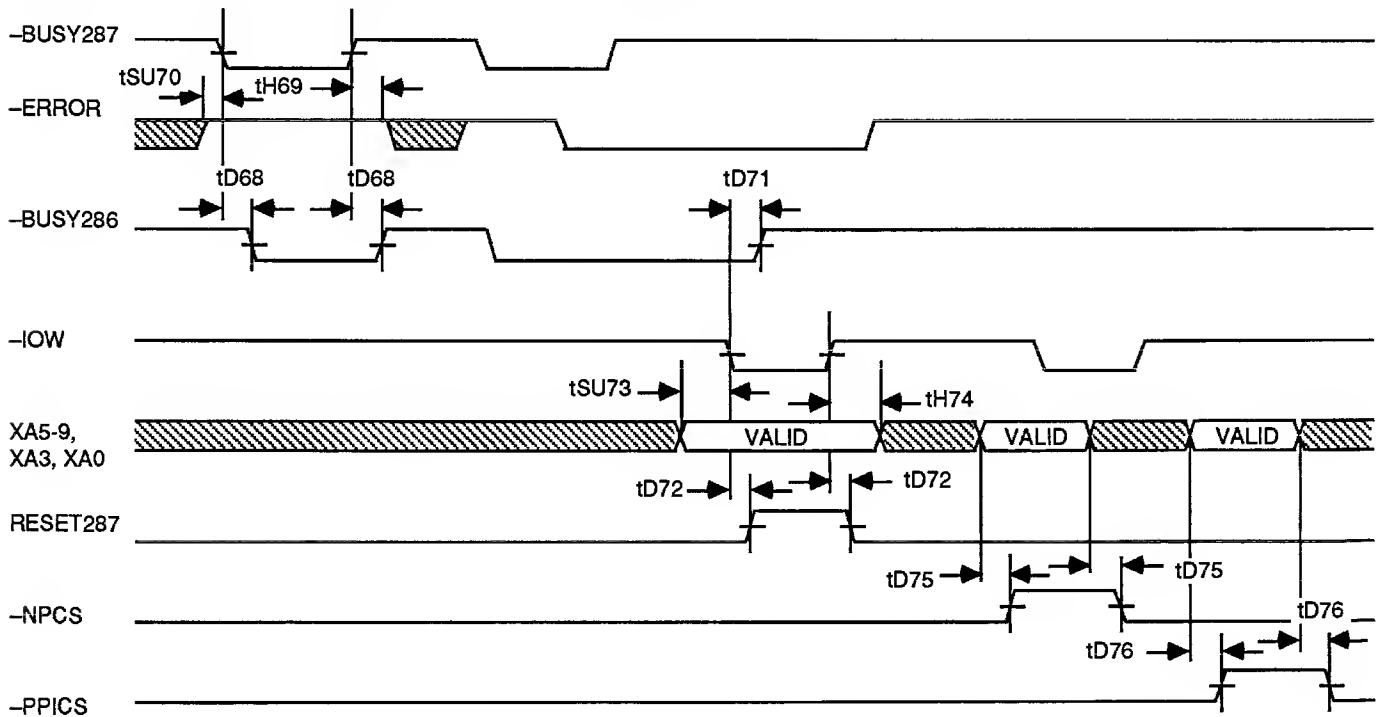 –BUSY287
tSU70
tH69
–ERROR
tD68
tD68
tD71
–BUSY286
–IOW
tSU73
tH74
XA5-9,
XA3, XA0
VALID
VALID
VALID
tD72
tD72
RESET287
tD75
tD75
–NPCS
tD76
tD76
–PPICS